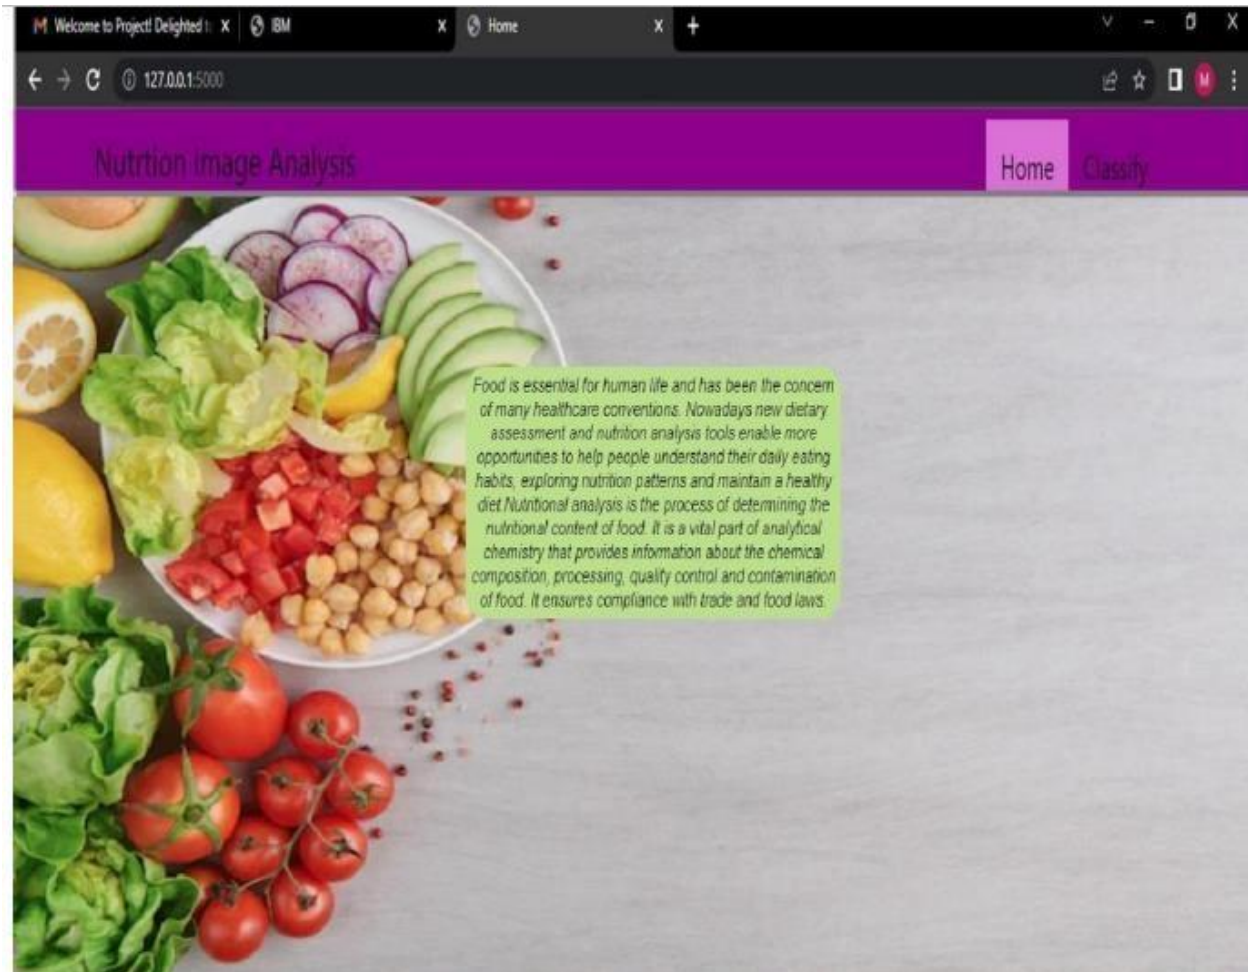 Welcome to Project! Delighted t
IBM
Home
127.0.0.1:5000
M
Nutrtion image Analysis
Home
Classify
Food is essential for human life and has been the concern
of many healthcare conventions. Nowadays new dietary
assessment and nutrition analysis tools enable more
opportunities to help people understand their daily eating
habits, exploring nutrition patterns and maintain a healthy
diet.Nutritional analysis is the process of determining the
nutritional content of food. It is a vital part of analytical
chemistry that provides information about the chemical
composition, processing, quality control and contamination
of food. It ensures compliance with trade and food laws.